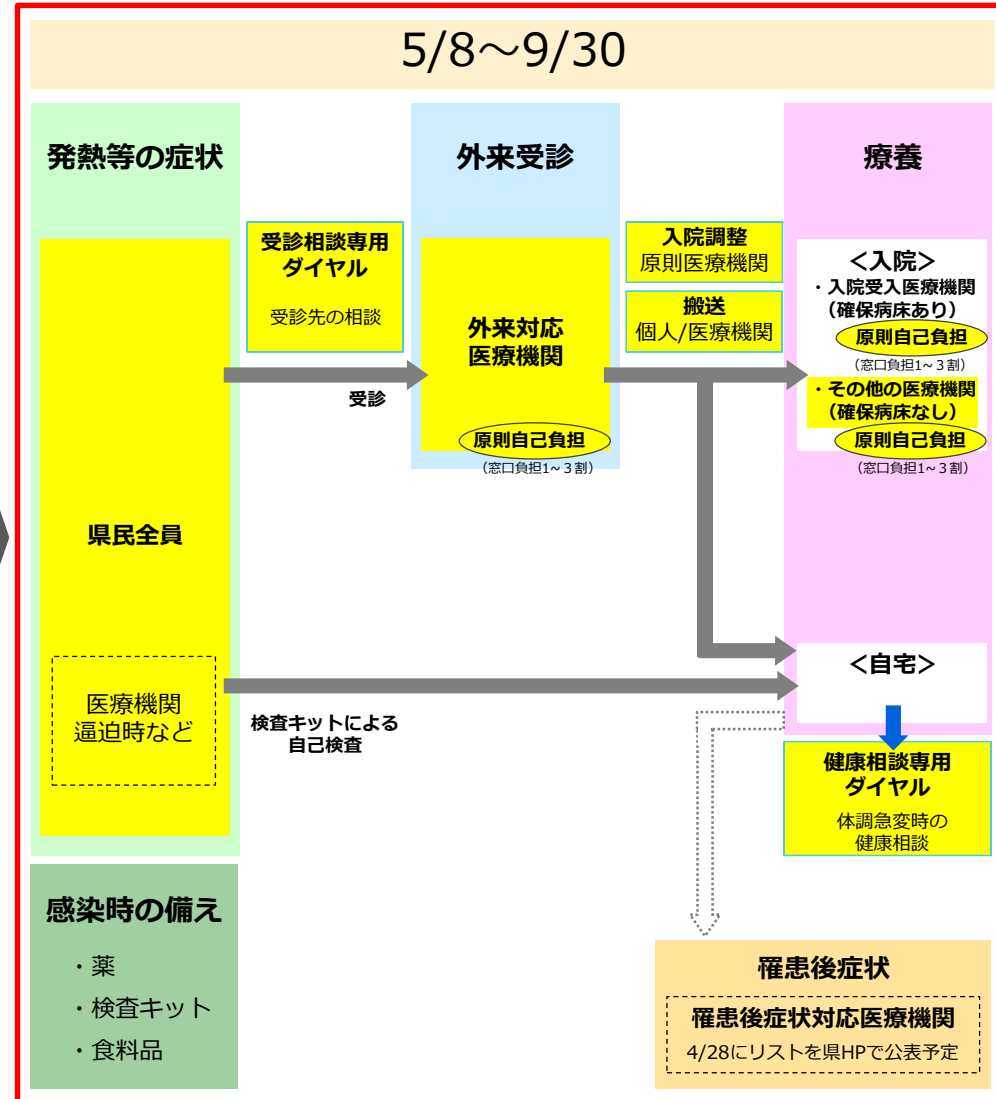 5/8～9/30
発熱等の症状
県民全員
医療機関
逼迫時など
受診相談専用
ダイヤル
受診先の相談
受診
検査キットによる
自己検査
外来受診
外来対応
医療機関
原則自己負担
（窓口負担1~３割）
入院調整
原則医療機関
搬送
個人/医療機関
療養
＜入院＞
・入院受入医療機関
（確保病床あり）
原則自己負担
（窓口負担1~３割）
・その他の医療機関
（確保病床なし）
原則自己負担
（窓口負担1~３割）
＜自宅＞
健康相談専用
ダイヤル
体調急変時の
健康相談
感染時の備え
・薬
・検査キット
・食料品
罹患後症状
罹患後症状対応医療機関
4/28にリストを県HPで公表予定